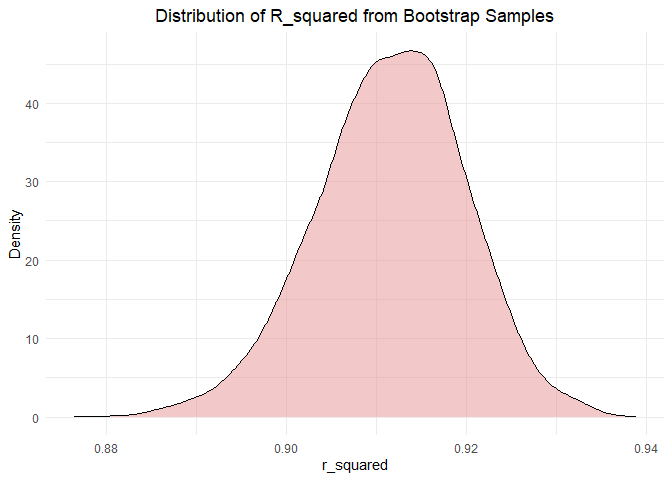 Distribution of R_squared from Bootstrap Samples
Density
40
30
20
10
0
0.88 0.90 0.92 0.94
r_squared